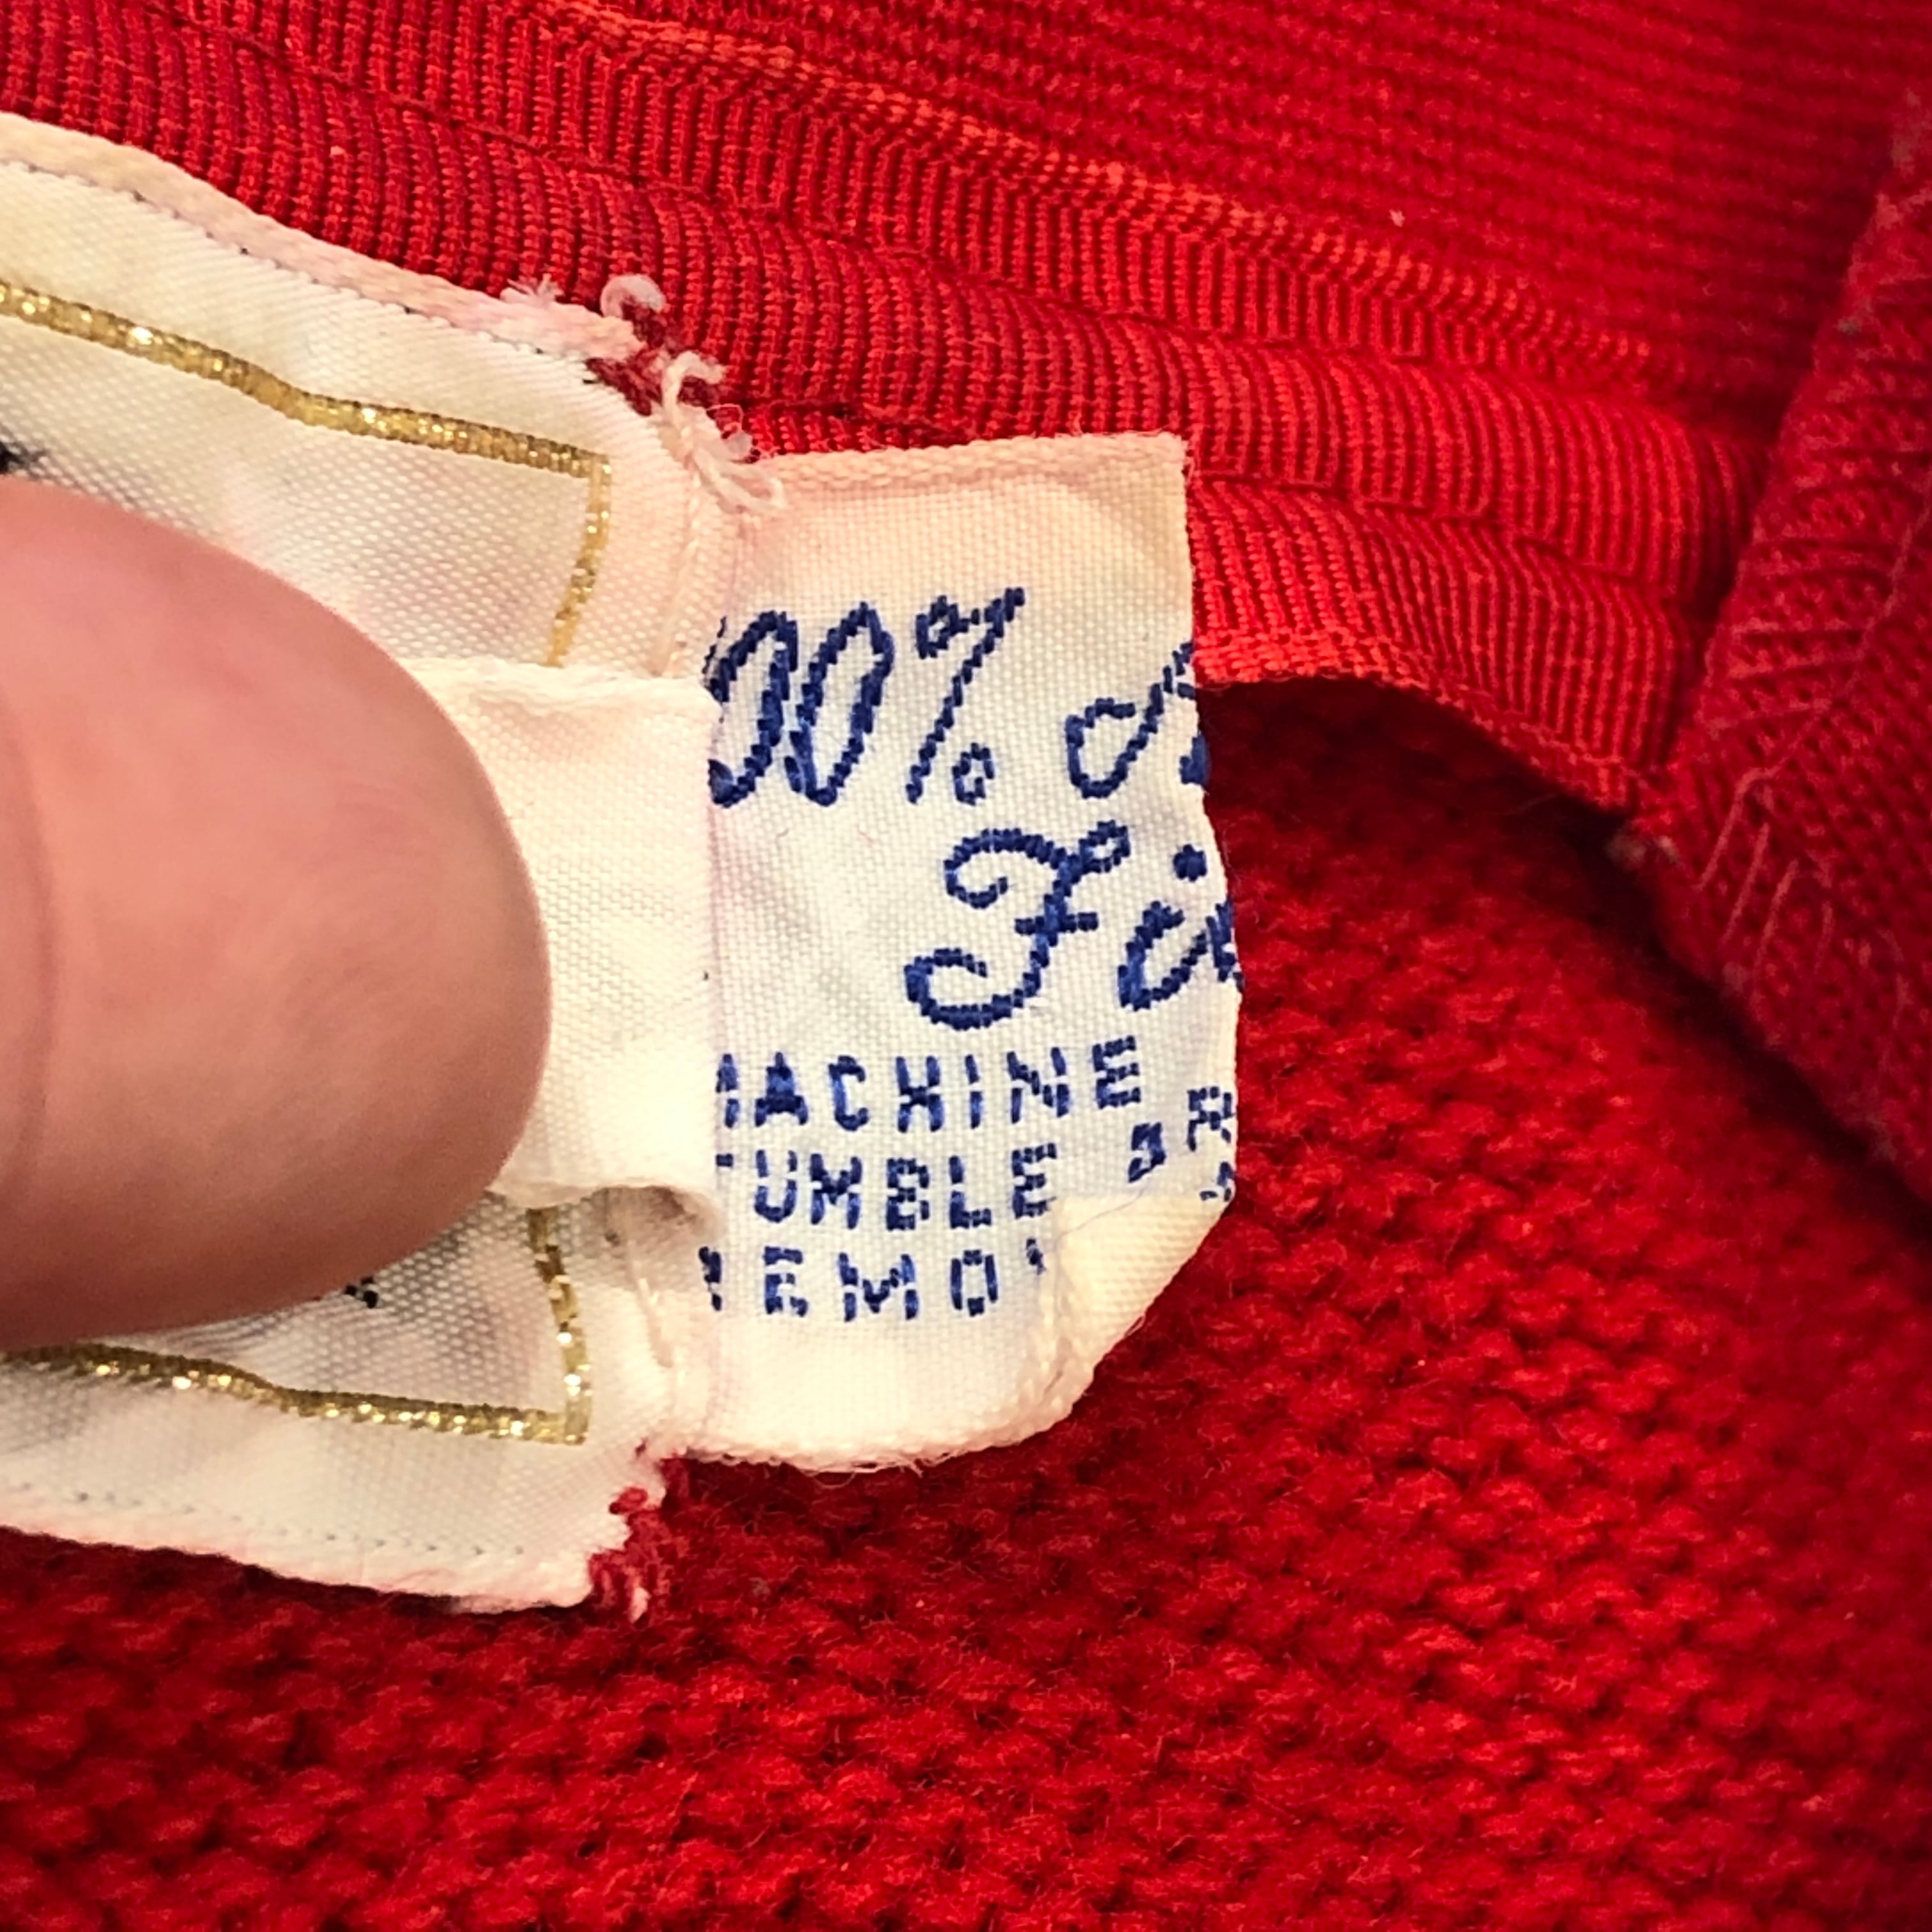 00%
Fi
MACHINE
TUMBLE
REMO